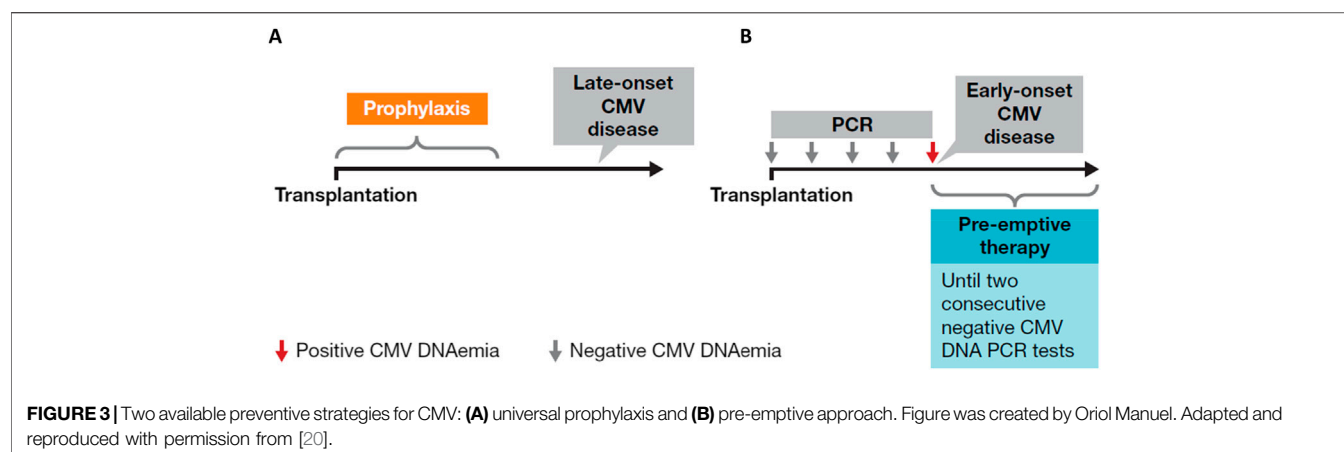 A
Prophylaxis
Late-onset
CMV
disease
Transplantation
B
PCR
Early-onset
CMV
disease
Transplantation
Pre-emptive
therapy
Until two
consecutive
negative CMV
DNA PCR tests
Positive CMV DNAemia
Negative CMV DNAemia
FIGURE 3 | Two available preventive strategies for CMV: (A) universal prophylaxis and (B) pre-emptive approach. Figure was created by Oriol Manuel. Adapted and
reproduced with permission from [20].